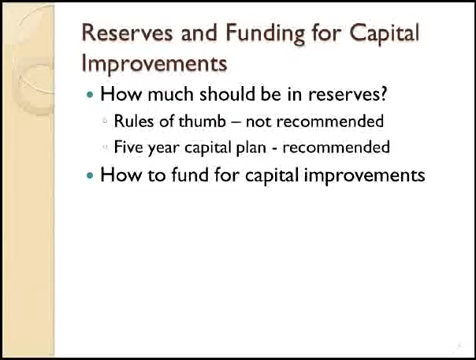 Reserves and Funding for Capital
Improvements
How much should be in reserves?
Rules of thumb – not recommended
Five year capital plan - recommended
How to fund for capital improvements